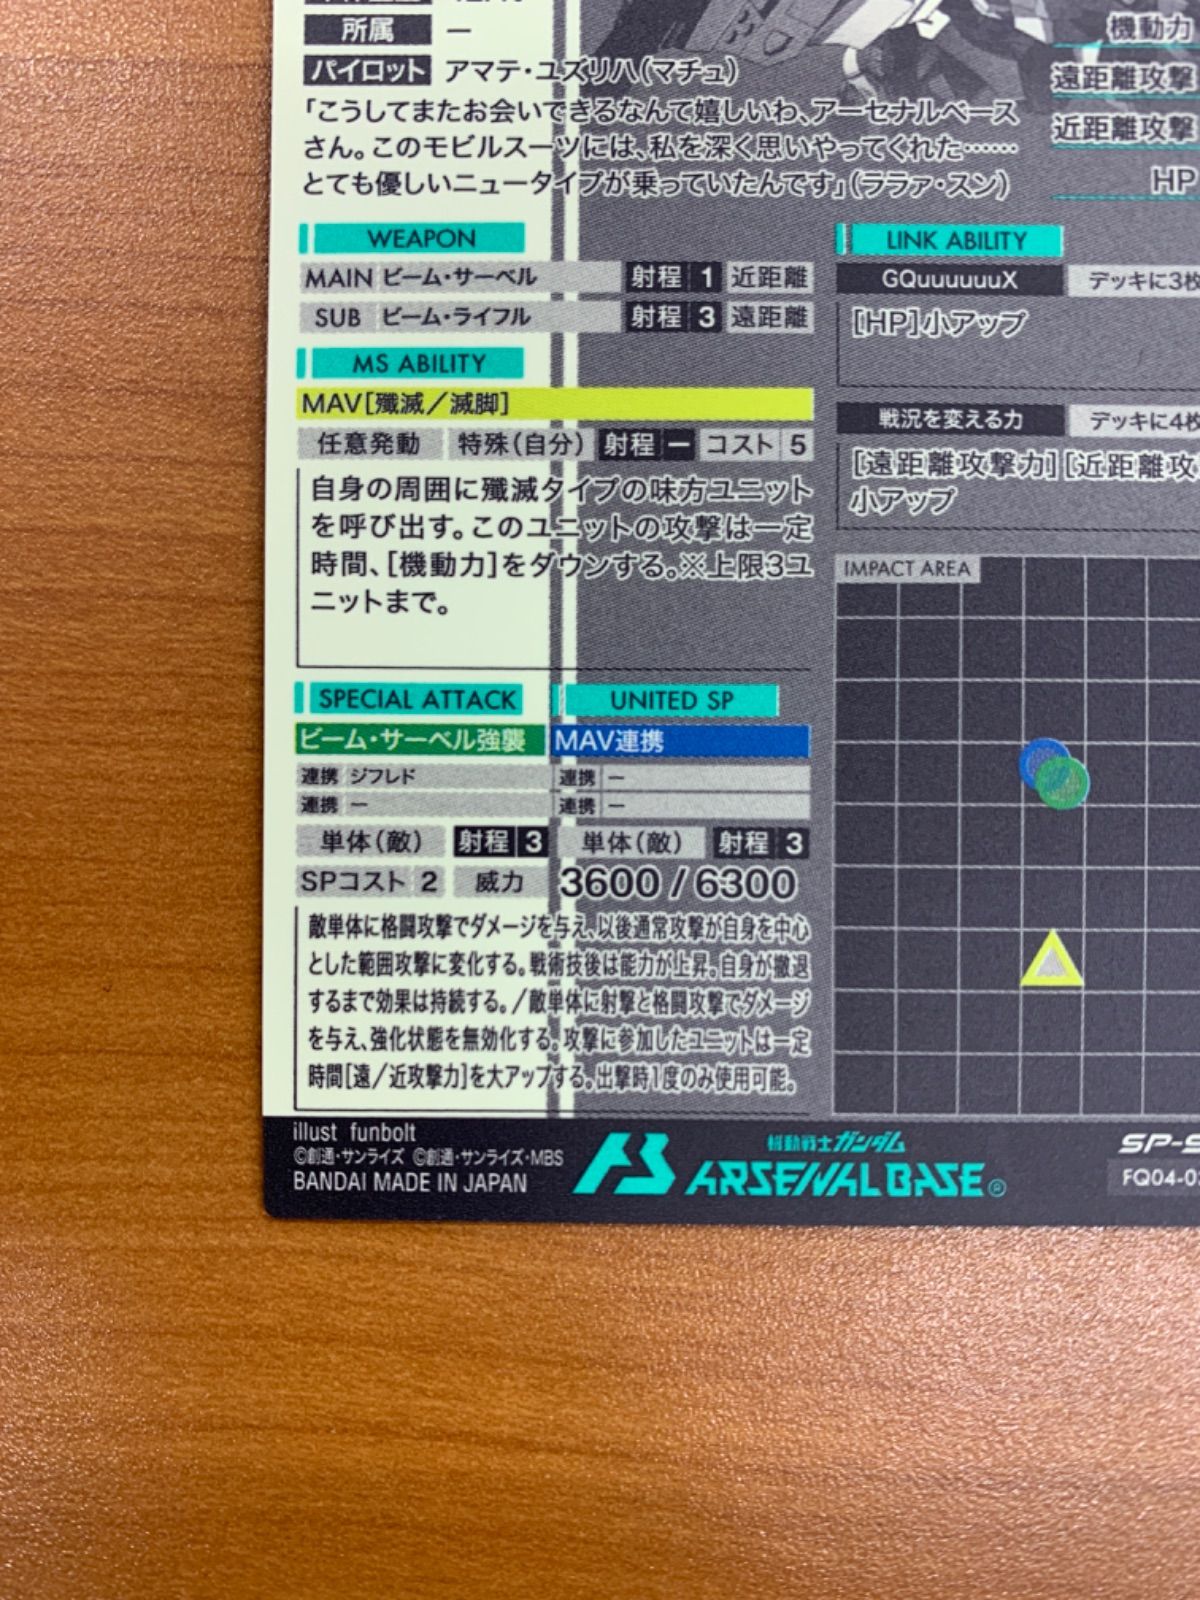 所属 ー
パイロット アマテ・ユズリハ(マチュ)
「こうしてまたお会いできるなんて嬉しいわ、アーセナルベース
さん。このモビルスーツには、私を深く思いやってくれた……
とても優しいニュータイプが乗っていたんです」(ララァ・スン)
機動力
遠距離攻撃
近距離攻撃
HP
WEAPON
MAIN ビーム・サーベル 射程 1 近距離
SUB ビーム・ライフル 射程 3 遠距離
MS ABILITY
MAV[殲滅/滅脚]
任意発動 特殊(自分) 射程 ー コスト 5
自身の周囲に殲滅タイプの味方ユニット
を呼び出す。このユニットの攻撃は一定
時間、[機動力]をダウンする。※上限3ユ
ニットまで。
LINK ABILITY
GQuuuuuuX デッキに3枚
[HP]小アップ
戦況を変える力 デッキに4枚
[遠距離攻撃力][近距離攻
小アップ
IMPACT AREA
SPECIAL ATTACK UNITED SP
ビーム・サーベル強襲 MAV連携
連携 ジフレド 連携 ー
連携 ー 連携 ー
単体(敵) 射程 3 単体(敵) 射程 3
SPコスト 2 威力 3600 / 6300
敵単体に格闘攻撃でダメージを与え、以後通常攻撃が自身を中心
とした範囲攻撃に変化する。戦術技後は能力が上昇。自身が撤退
するまで効果は持続する。/敵単体に射撃と格闘攻撃でダメージ
を与え、強化状態を無効化する。攻撃に参加したユニットは一定
時間[遠/近攻撃力]を大アップする。出撃時1度のみ使用可能。
illust funbolt
©創通・サンライズ ©創通・サンライズ・MBS
BANDAI MADE IN JAPAN
機動戦士ガンダム
ARSENAL BASE®
SP-S
FQ04-0